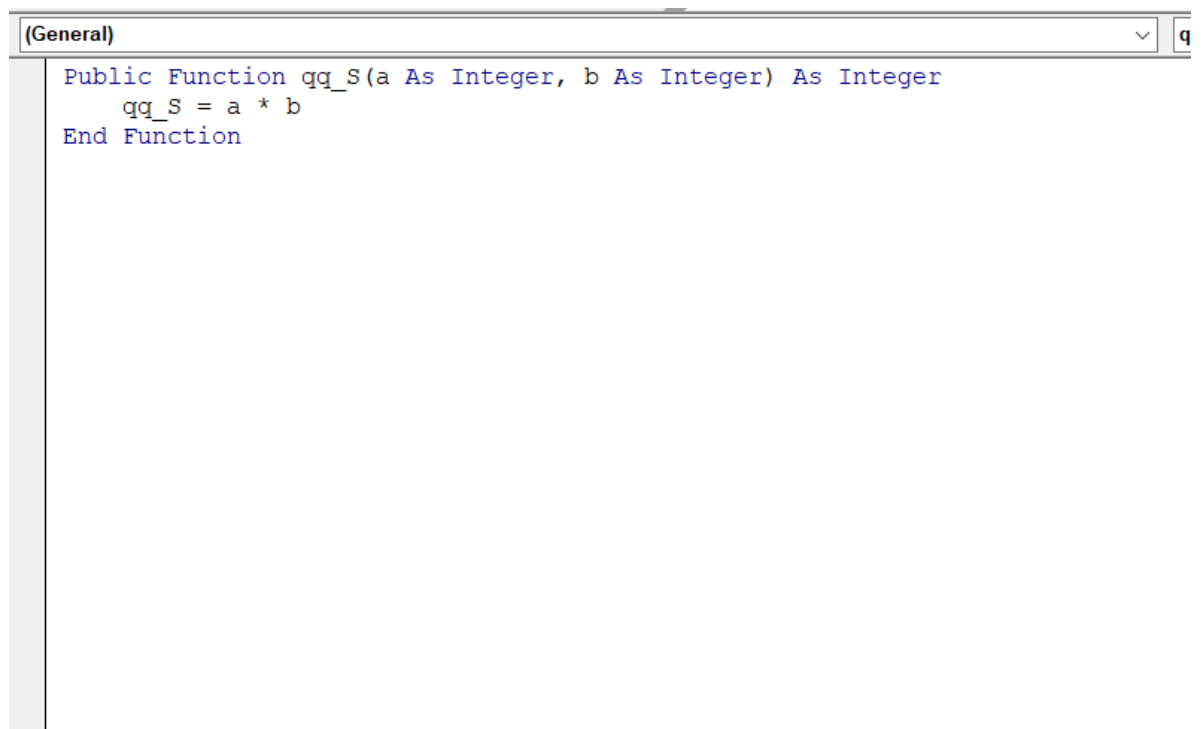 (General)
q
Public Function qq_S(a As Integer, b As Integer) As Integer
    qq_S = a * b
End Function